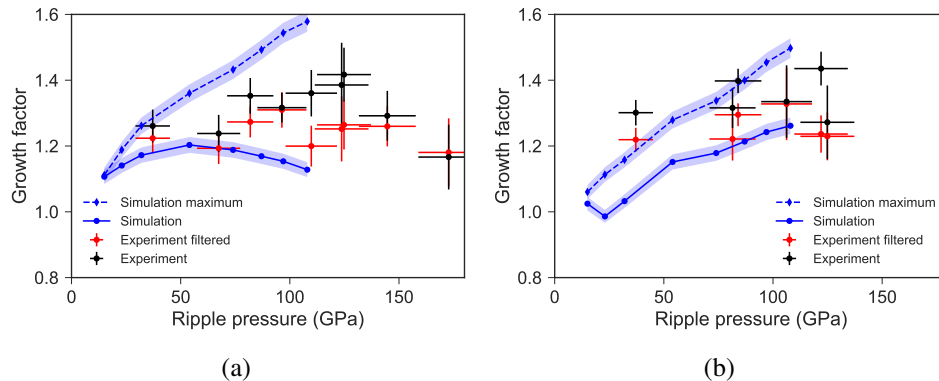 1.6
1.4
1.2
1.0
0.8
Growth factor
Simulation maximum
Simulation
Experiment filtered
Experiment
0 50 100 150
Ripple pressure (GPa)
(a)
1.6
1.4
1.2
1.0
0.8
Growth factor
Simulation maximum
Simulation
Experiment filtered
Experiment
0 50 100 150
Ripple pressure (GPa)
(b)